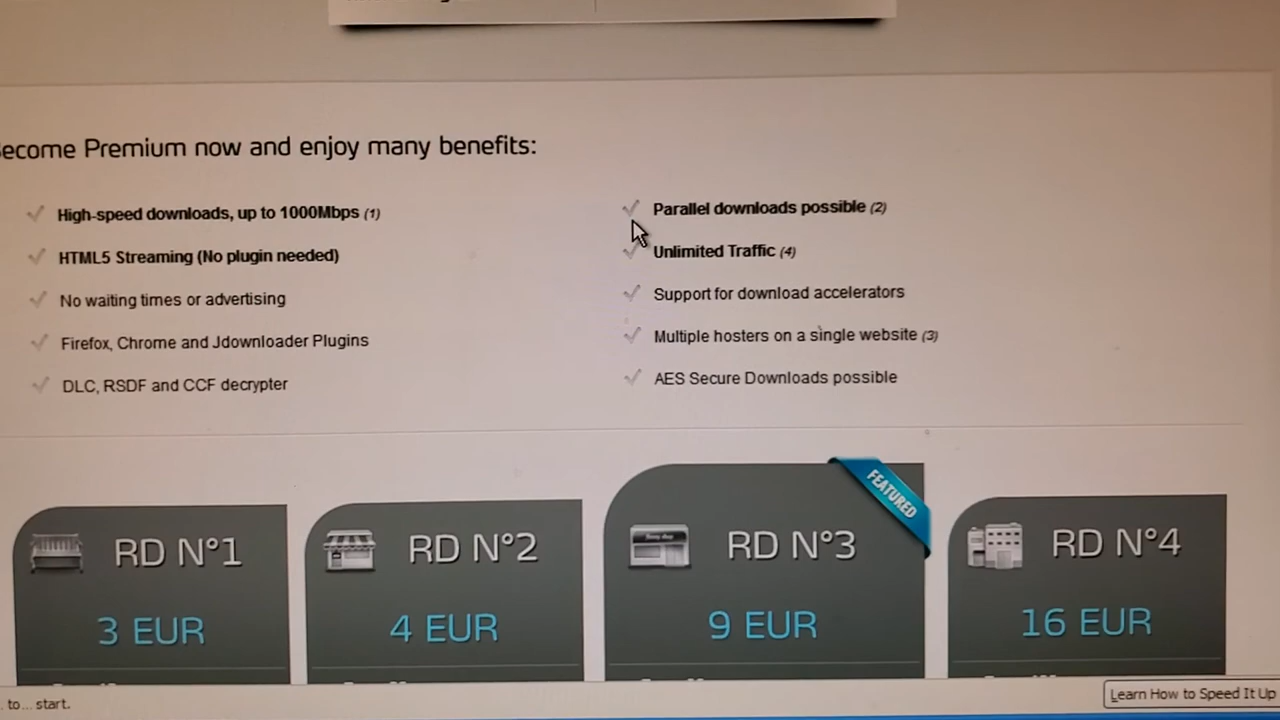 ecome Premium now and enjoy many benefits:
High-speed downloads, up to 1000Mbps (1)
HTML5 Streaming (No plugin needed)
No waiting times or advertising
Firefox, Chrome and Jdownloader Plugins
DLC, RSDF and CCF decrypter
Parallel downloads possible (2)
Unlimited Traffic (4)
Support for download accelerators
Multiple hosters on a single website (3)
AES Secure Downloads possible
RD N°1
3 EUR
RD N°2
4 EUR
FEATURED
RD N°3
9 EUR
RD N°4
16 EUR
to... start.
Learn How to Speed It Up